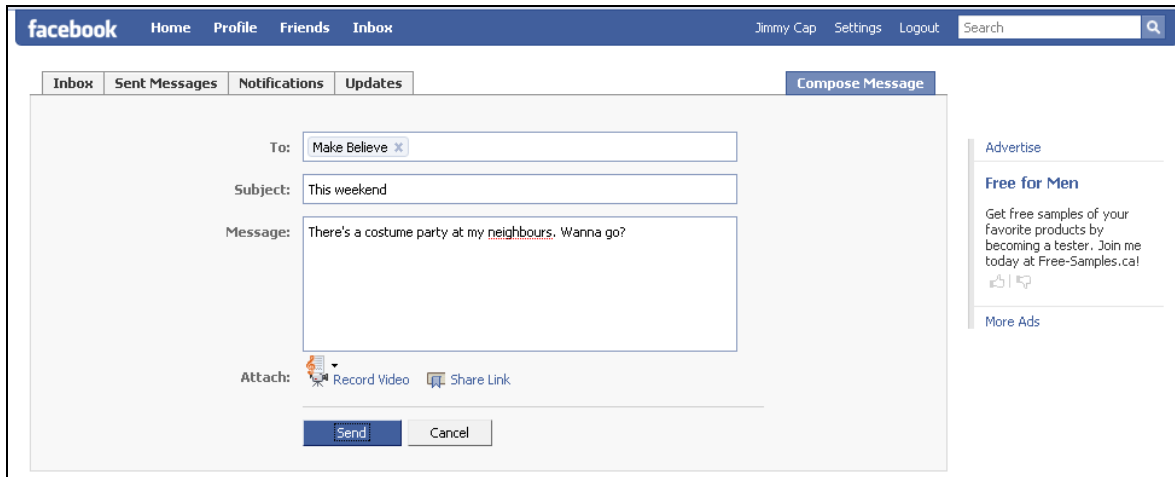 facebook Home Profile Friends Inbox Jimmy Cap Settings Logout Search
Inbox Sent Messages Notifications Updates Compose Message
To: Make Believe x
Subject: This weekend
Message: There's a costume party at my neighbours. Wanna go?
Attach: Record Video Share Link
Send Cancel
Advertise
Free for Men
Get free samples of your
favorite products by
becoming a tester. Join me
today at Free-Samples.ca!
More Ads